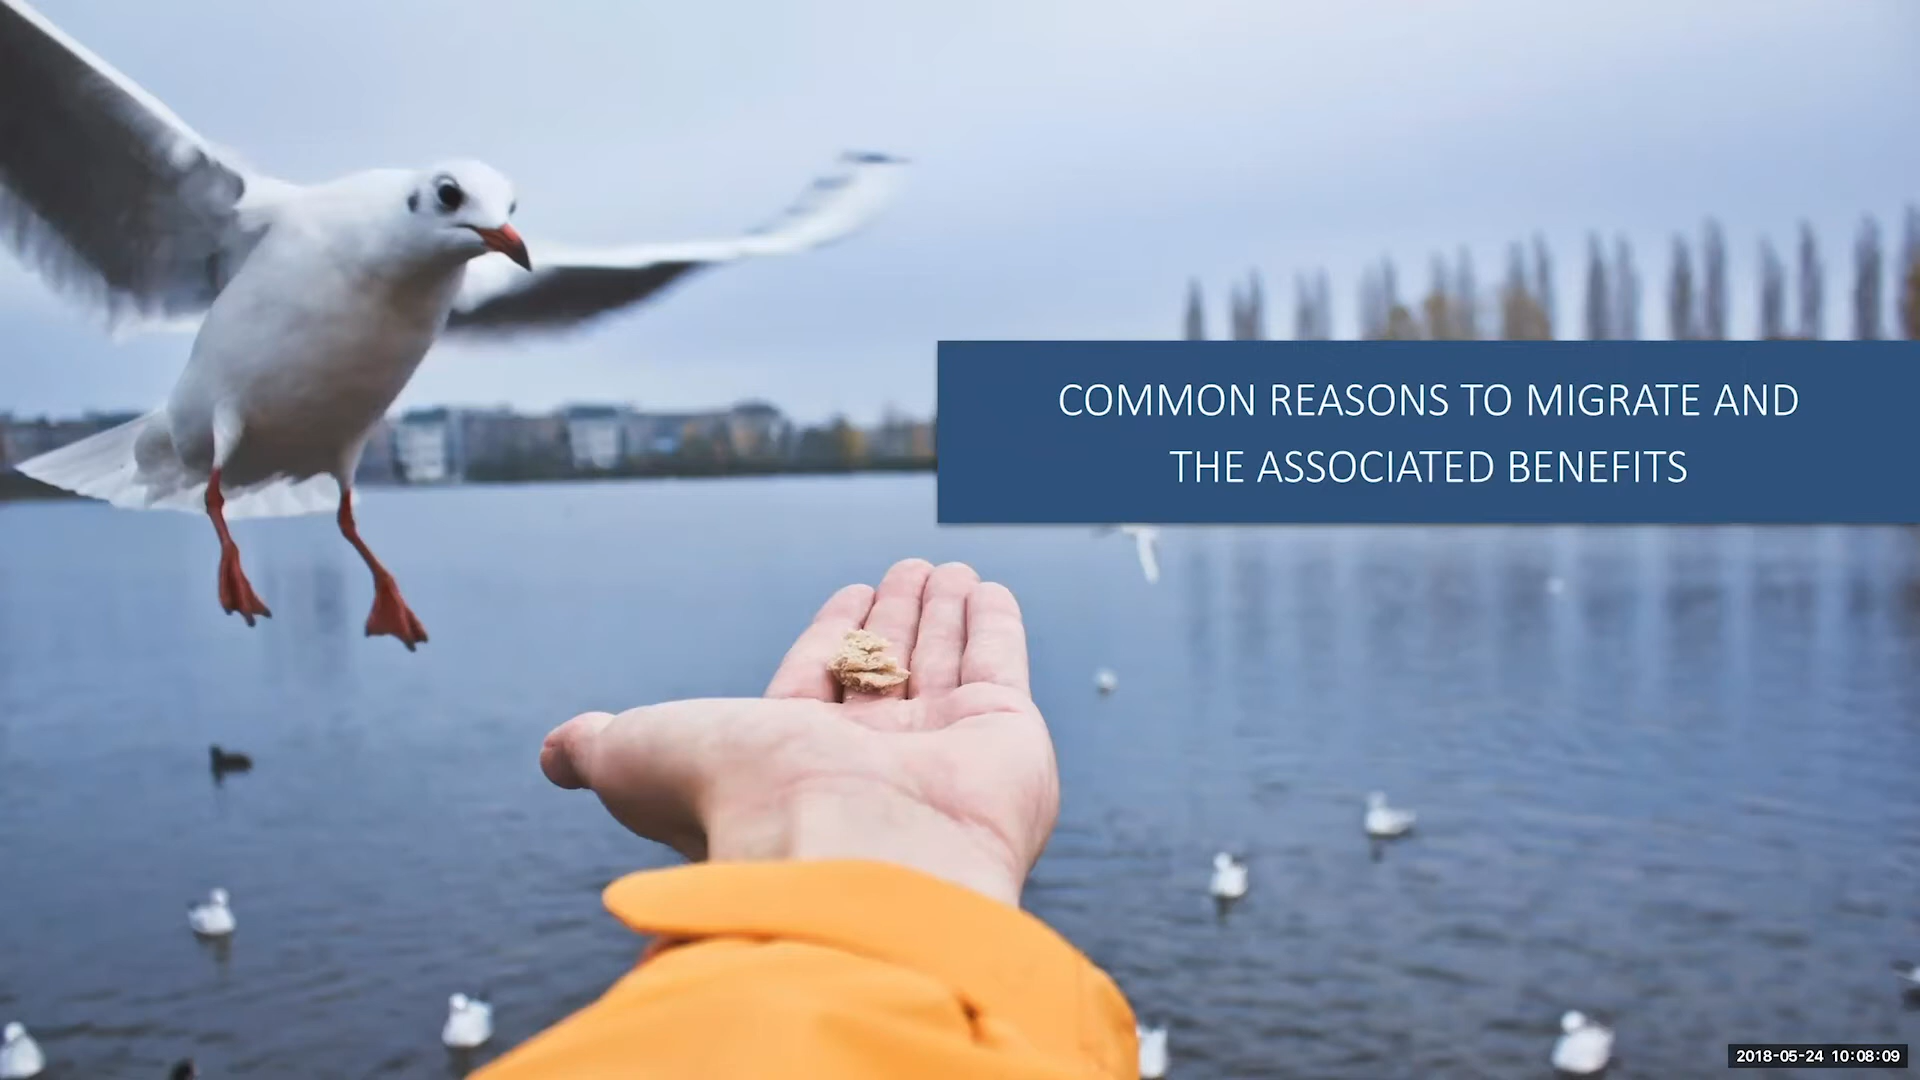 COMMON REASONS TO MIGRATE AND
THE ASSOCIATED BENEFITS
2018-05-24 10:08:09